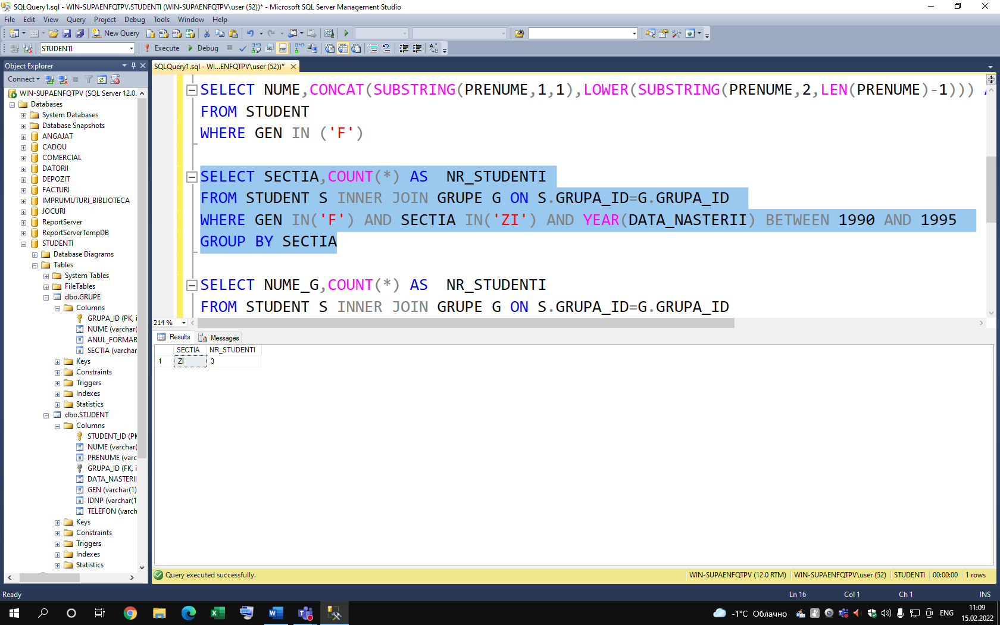 SQLQuery1.sql - WIN-SUPAENFQTPV.STUDENTI (WIN-SUPAENFQTPV\user (52))* - Microsoft SQL Server Management Studio
File Edit View Query Project Debug Tools Window Help
New Query
STUDENTI Execute Debug
Object Explorer
SQLQuery1.sql - WI...ENFQTPV\user (52))*
Connect
WIN-SUPAENFQTPV (SQL Server 12.0.
Databases
System Databases
Database Snapshots
ANGAJAT
CADOU
COMERCIAL
DATORII
DEPOZIT
FACTURI
IMPRUMUTURI_BIBLIOTECA
JOCURI
ReportServer
ReportServerTempDB
STUDENTI
Database Diagrams
Tables
System Tables
FileTables
dbo.GRUPE
Columns
GRUPA_ID (PK, i
NUME (varchar(
ANUL_FORMAR
SECTIA (varchar
Keys
Constraints
Triggers
Indexes
Statistics
dbo.STUDENT
Columns
STUDENT_ID (PK
NUME (varchar(
PRENUME (varc
GRUPA_ID (FK, i
DATA_NASTERII
GEN (varchar(1)
IDNP (varchar(1
TELEFON (varch
Keys
Constraints
Triggers
Indexes
Statistics
SELECT NUME,CONCAT(SUBSTRING(PRENUME,1,1),LOWER(SUBSTRING(PRENUME,2,LEN(PRENUME)-1)))
FROM STUDENT
WHERE GEN IN ('F')
SELECT SECTIA,COUNT(*) AS  NR_STUDENTI
FROM STUDENT S INNER JOIN GRUPE G ON S.GRUPA_ID=G.GRUPA_ID
WHERE GEN IN('F') AND SECTIA IN('ZI') AND YEAR(DATA_NASTERII) BETWEEN 1990 AND 1995
GROUP BY SECTIA
SELECT NUME_G,COUNT(*) AS  NR_STUDENTI
FROM STUDENT S INNER JOIN GRUPE G ON S.GRUPA_ID=G.GRUPA_ID
214 %
Results Messages
SECTIA NR_STUDENTI
1 ZI 3
Query executed successfully. WIN-SUPAENFQTPV (12.0 RTM) WIN-SUPAENFQTPV\user (52) STUDENTI 00:00:00 1 rows
Ready Ln 16 Col 1 Ch 1 INS
-1°C Облачно ENG 11:09
15.02.2022